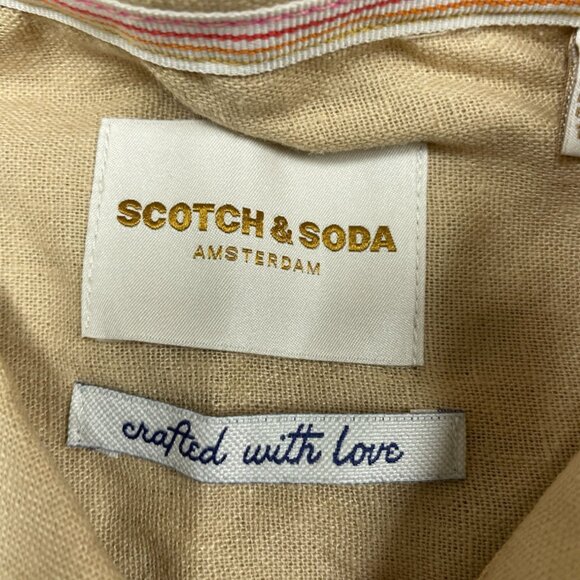 SCOTCH & SODA
AMSTERDAM
crafted with love